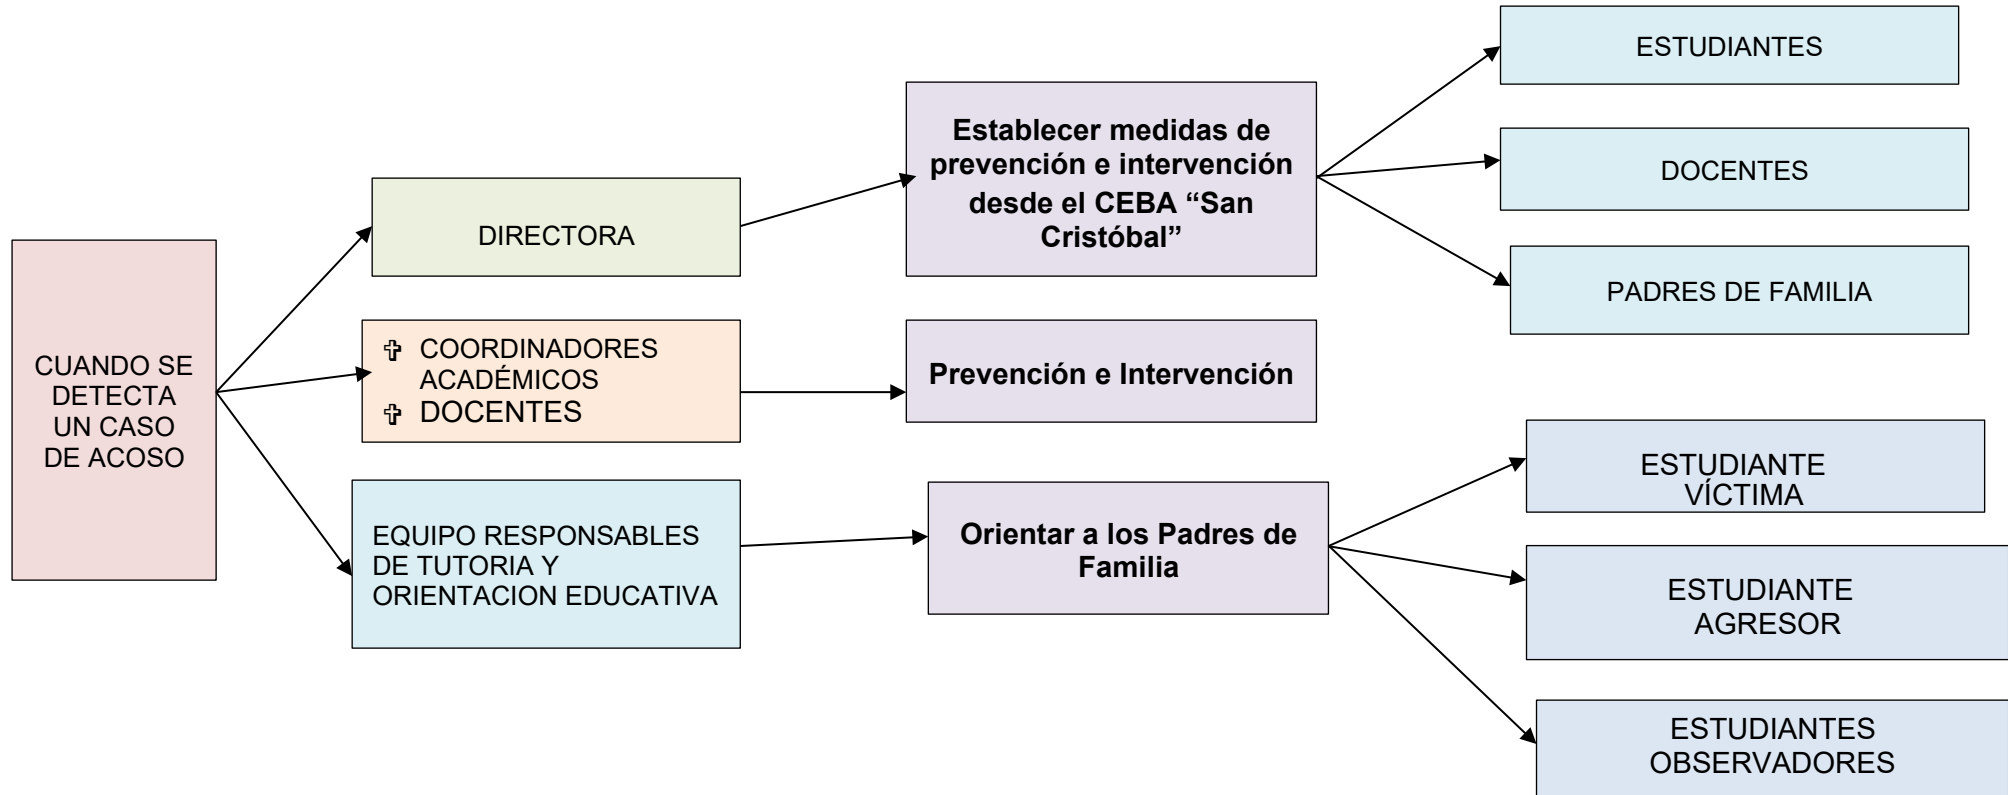 CUANDO SE
DETECTA
UN CASO
DE ACOSO
DIRECTORA
✞ COORDINADORES
ACADÉMICOS
✞ DOCENTES
EQUIPO RESPONSABLES
DE TUTORIA Y
ORIENTACION EDUCATIVA
Establecer medidas de
prevención e intervención
desde el CEBA “San
Cristóbal”
Prevención e Intervención
Orientar a los Padres de
Familia
ESTUDIANTES
DOCENTES
PADRES DE FAMILIA
ESTUDIANTE
VÍCTIMA
ESTUDIANTE
AGRESOR
ESTUDIANTES
OBSERVADORES